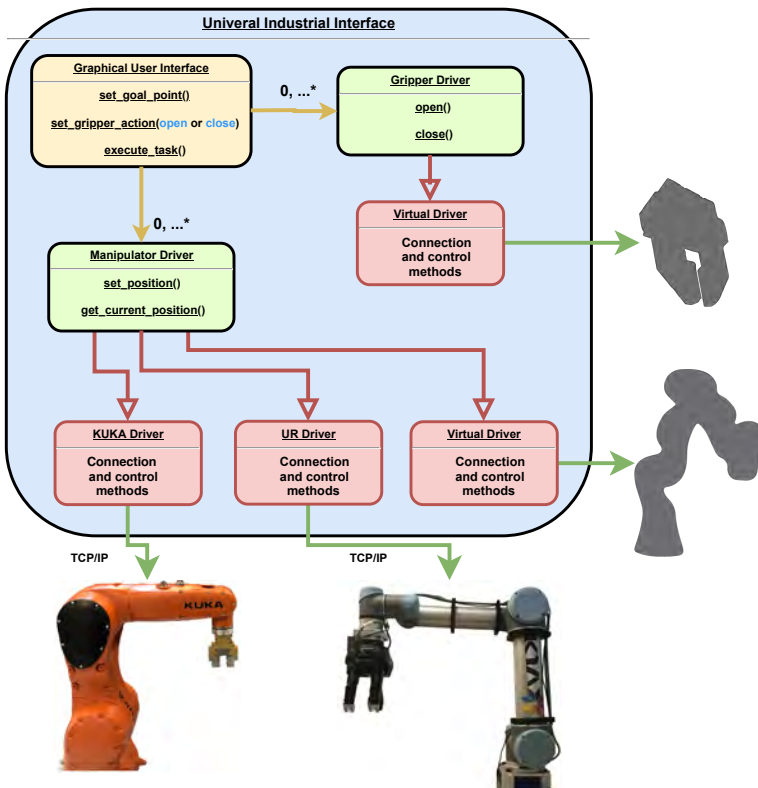 Univeral Industrial Interface
Graphical User Interface
set_goal_point()
set_gripper_action(open or close)
execute_task()
0, ...*
Gripper Driver
open()
close()
Virtual Driver
Connection
and control
methods
0, ...*
Manipulator Driver
set_position()
get_current_position()
KUKA Driver
Connection
and control
methods
UR Driver
Connection
and control
methods
Virtual Driver
Connection
and control
methods
TCP/IP
TCP/IP
KUKA